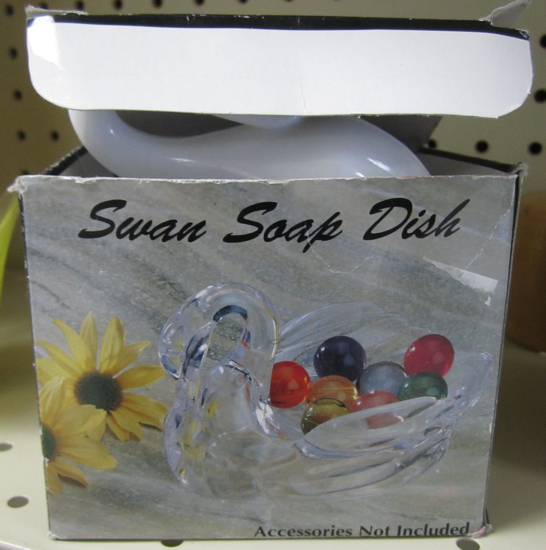 Swan Soap Dish
Accessories Not Included